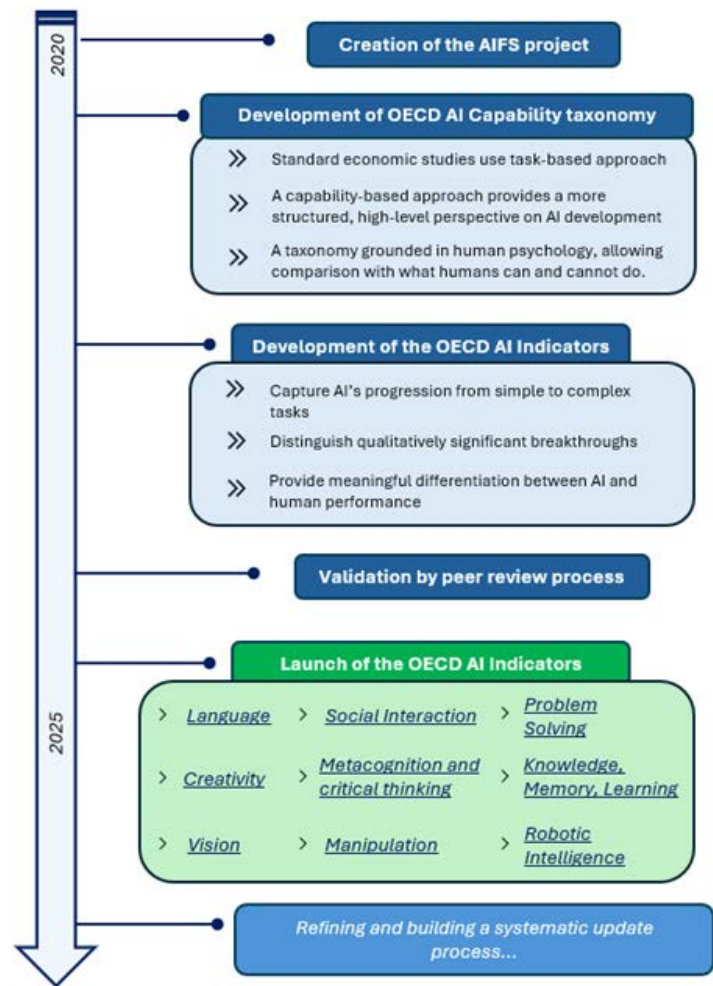 2020
Creation of the AIFS project
Development of OECD AI Capability taxonomy
Standard economic studies use task-based approach
A capability-based approach provides a more
structured, high-level perspective on AI development
A taxonomy grounded in human psychology, allowing
comparison with what humans can and cannot do.
Development of the OECD AI Indicators
Capture AI's progression from simple to complex
tasks
Distinguish qualitatively significant breakthroughs
Provide meaningful differentiation between AI and
human performance
Validation by peer review process
Launch of the OECD AI Indicators
2025
Language
Social Interaction
Problem
Solving
Creativity
Metacognition and
critical thinking
Knowledge,
Memory, Learning
Vision
Manipulation
Robotic
Intelligence
Refining and building a systematic update
process...